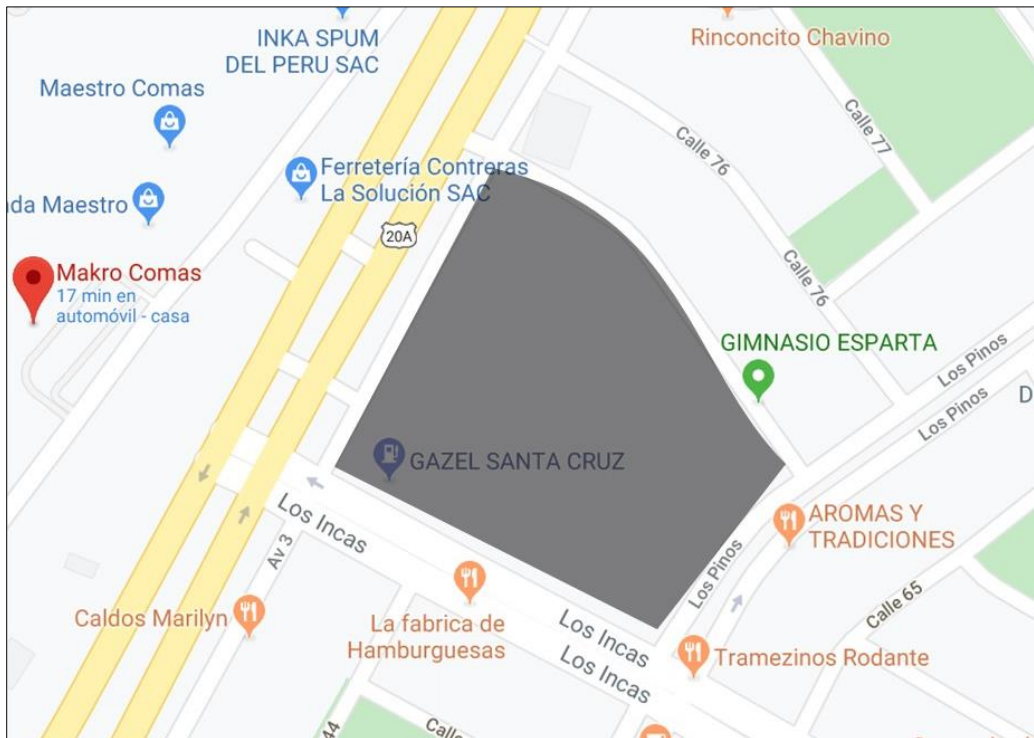 INKA SPUM
DEL PERU SAC
Rinconcito Chavino
Maestro Comas
Calle 77
Calle 76
Ferretería Contreras
La Solución SAC
nda Maestro
20A
Makro Comas
17 min en
automóvil - casa
Calle 76
GIMNASIO ESPARTA
Los Pinos
Los Pinos
D
GAZEL SANTA CRUZ
Los Incas
AROMAS Y
TRADICIONES
Av 3
Los Pinos
Calle 65
Caldos Marilyn
La fabrica de
Hamburguesas
Los Incas
Los Incas
Tramezinos Rodante
44
Calle